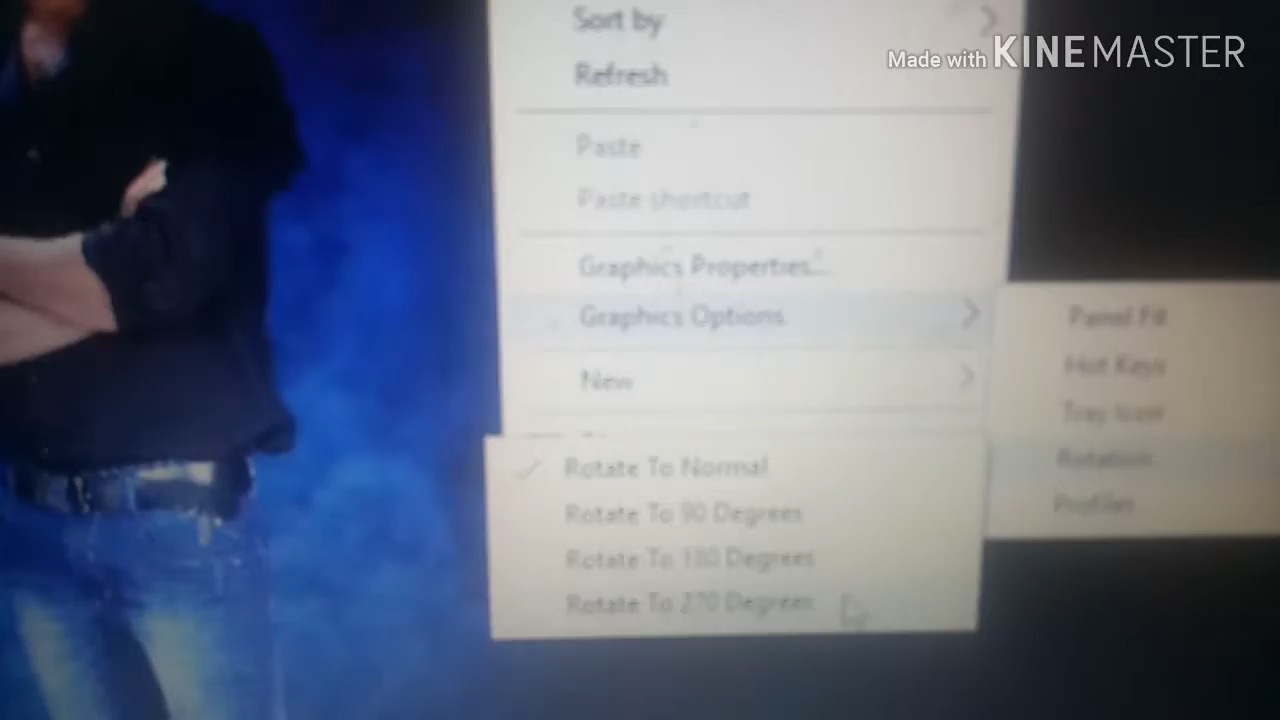 Sort by
Made with KINEMASTER
Refresh
Paste
Paste shortcut
Graphics Properties...
Graphics Options
Panel Fit
Hot Keys
Tray Icon
New
Rotate To Normal
Rotation
Rotate To 90 Degrees
Profiles
Rotate To 180 Degrees
Rotate To 270 Degrees